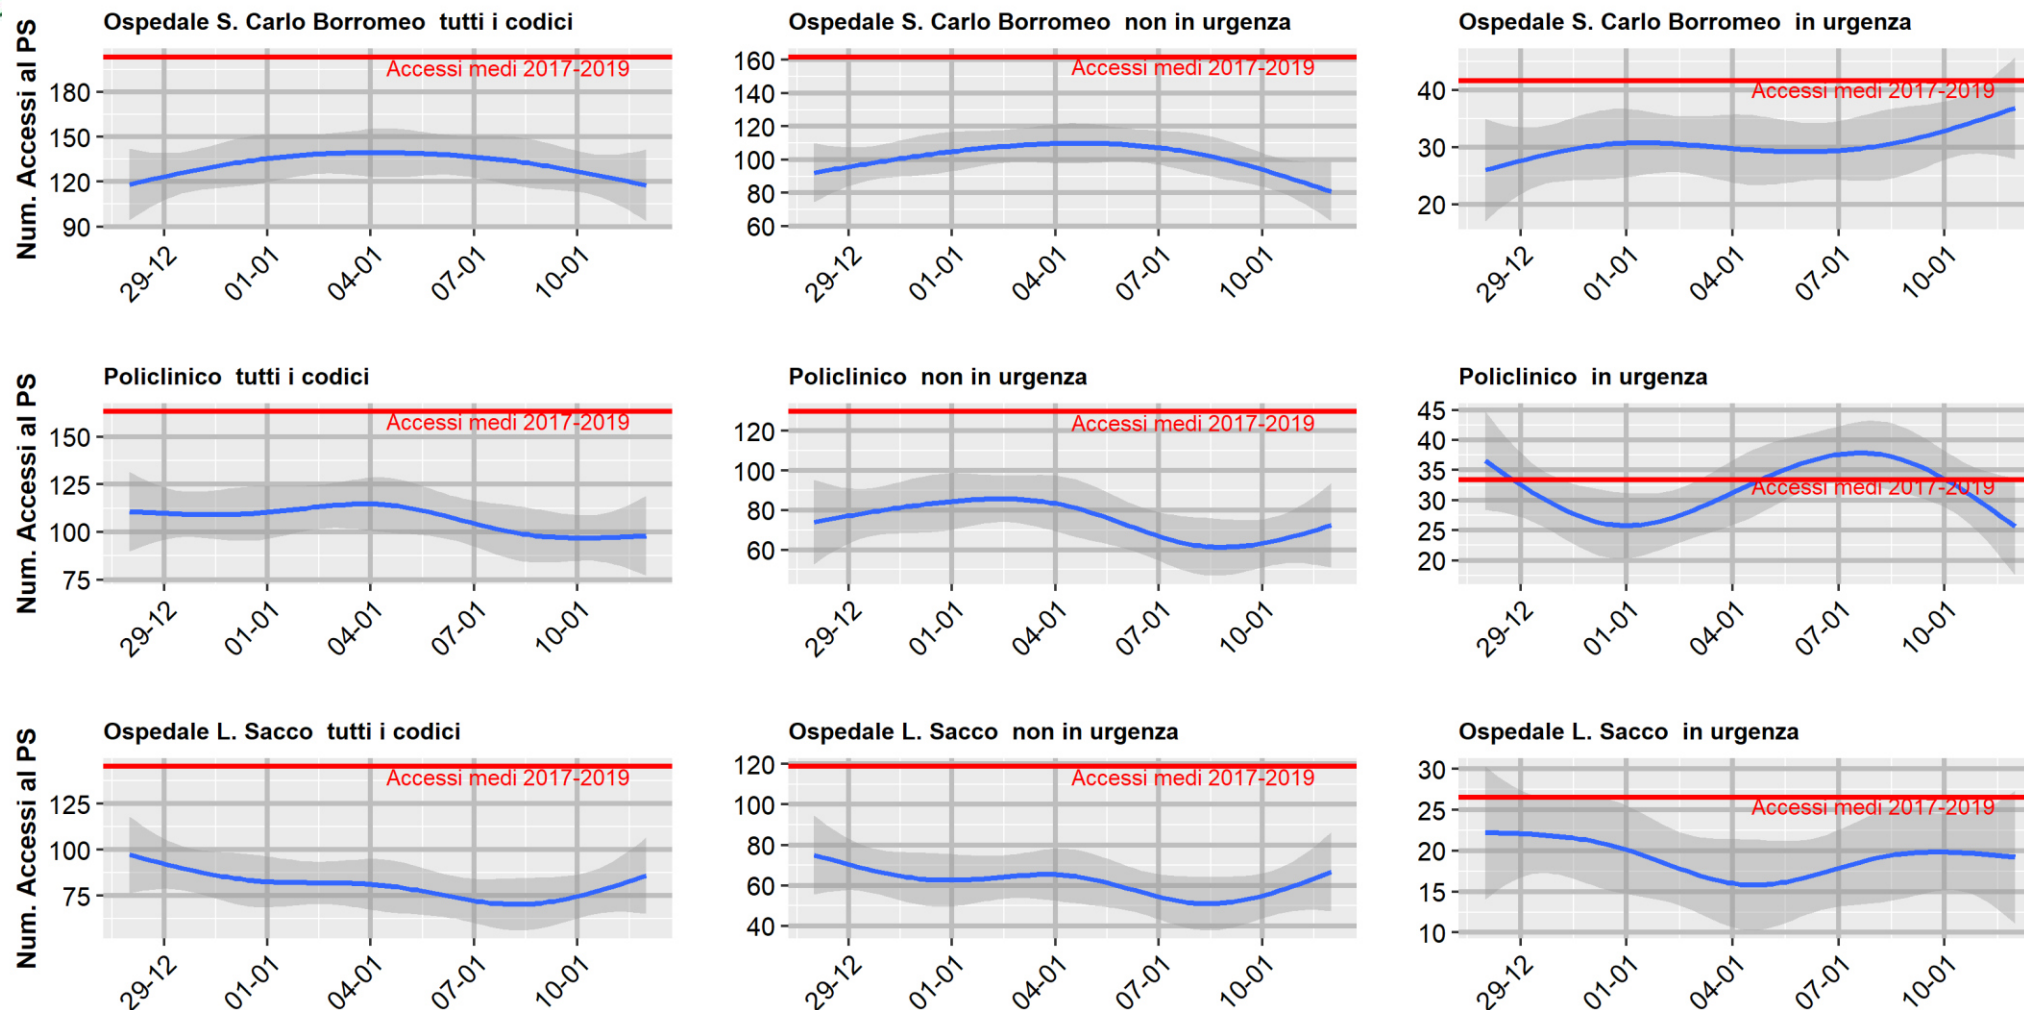 Ospedale S. Carlo Borromeo  tutti i codici
Num. Accessi al PS
180
150
120
90
Accessi medi 2017-2019
29-12 01-01 04-01 07-01 10-01
Ospedale S. Carlo Borromeo  non in urgenza
160
140
120
100
80
60
Accessi medi 2017-2019
29-12 01-01 04-01 07-01 10-01
Ospedale S. Carlo Borromeo  in urgenza
40
30
20
Accessi medi 2017-2019
29-12 01-01 04-01 07-01 10-01
Policlinico  tutti i codici
Num. Accessi al PS
150
125
100
75
Accessi medi 2017-2019
29-12 01-01 04-01 07-01 10-01
Policlinico  non in urgenza
120
100
80
60
Accessi medi 2017-2019
29-12 01-01 04-01 07-01 10-01
Policlinico  in urgenza
45
40
35
30
25
20
Accessi medi 2017-2019
29-12 01-01 04-01 07-01 10-01
Ospedale L. Sacco  tutti i codici
Num. Accessi al PS
125
100
75
Accessi medi 2017-2019
29-12 01-01 04-01 07-01 10-01
Ospedale L. Sacco  non in urgenza
120
100
80
60
40
Accessi medi 2017-2019
29-12 01-01 04-01 07-01 10-01
Ospedale L. Sacco  in urgenza
30
25
20
15
10
Accessi medi 2017-2019
29-12 01-01 04-01 07-01 10-01